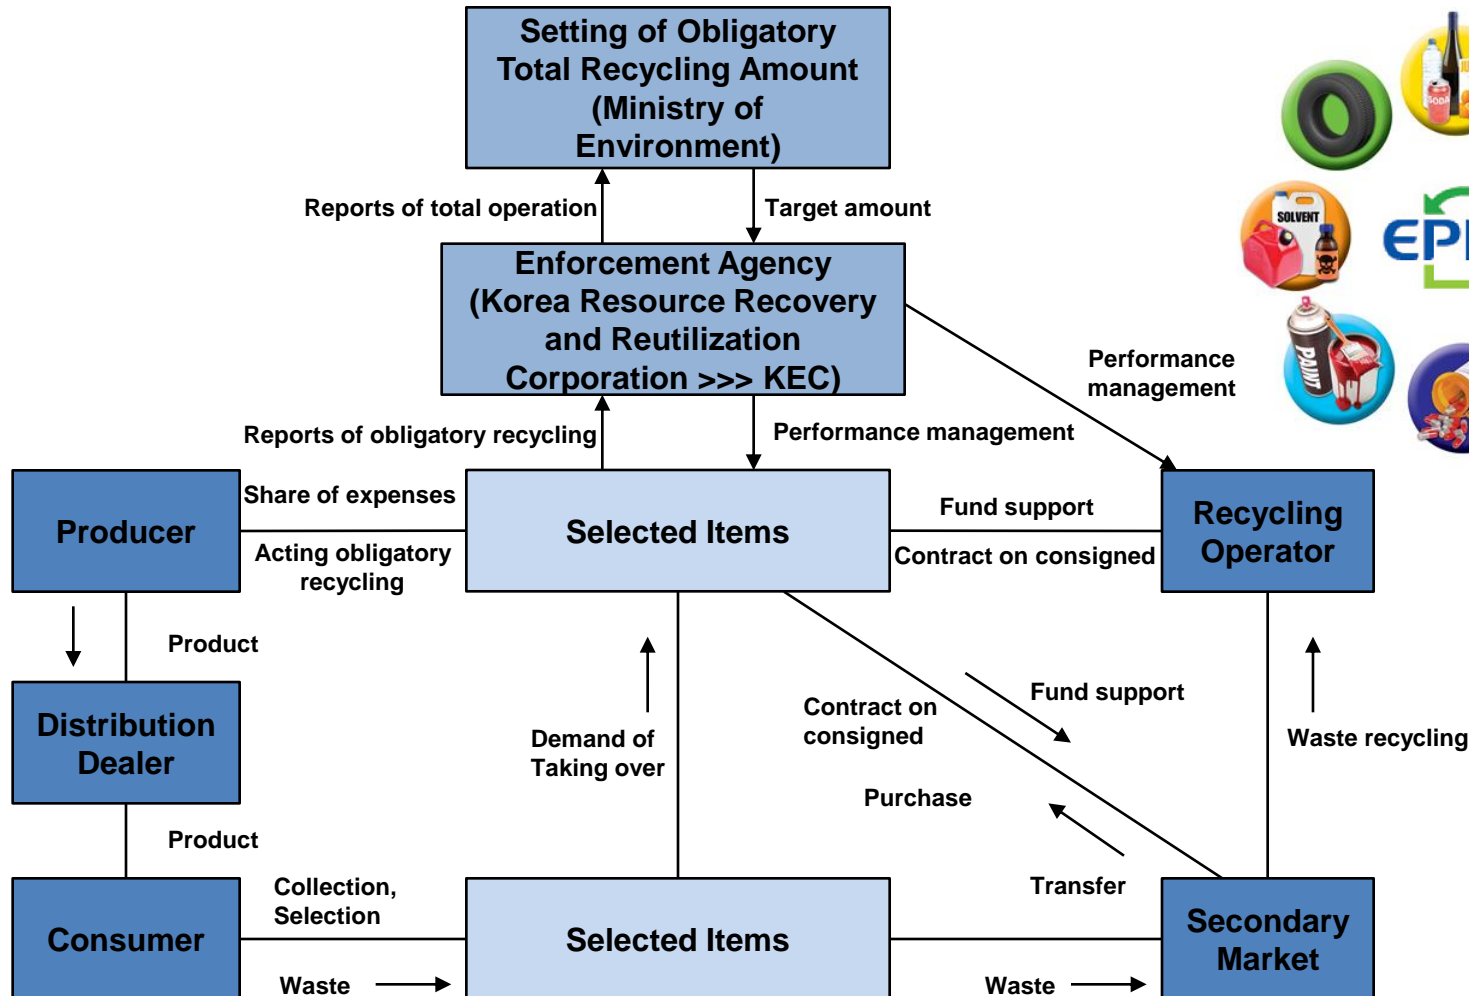 Setting of Obligatory
Total Recycling Amount
(Ministry of
Environment)
Reports of total operation
Target amount
SODA
SOLVENT
Enforcement Agency
(Korea Resource Recovery
and Reutilization
Corporation >>> KEC)
PAINT
Performance
management
Reports of obligatory recycling
Performance management
Producer
Share of expenses
Acting obligatory
recycling
Selected Items
Fund support
Contract on consigned
Recycling
Operator
Product
Distribution
Dealer
Demand of
Taking over
Contract on
consigned
Fund support
Waste recycling
Purchase
Product
Transfer
Consumer
Collection,
Selection
Waste
Selected Items
Waste
Secondary
Market